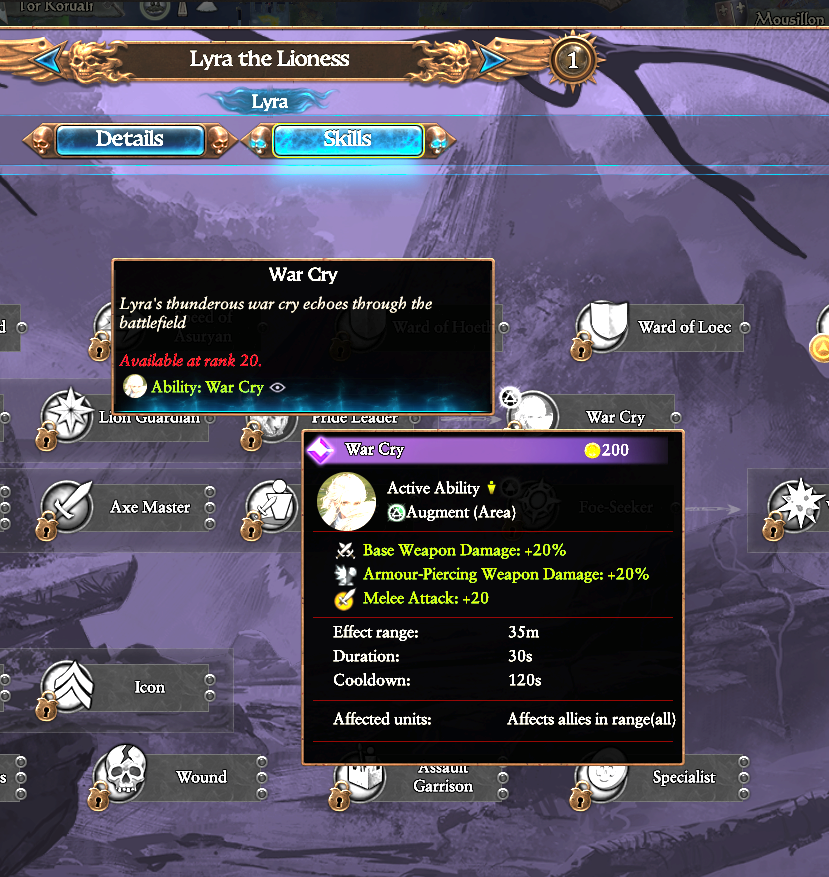 Tor Koruali
Mousillon
Lyra the Lioness
1
Lyra
Details
Skills
War Cry
Lyra's thunderous war cry echoes through the
battlefield
Available at rank 20.
Ability: War Cry
d
Asuryan
Ward of Hoeth
Ward of Loec
Lion Guardian
Pride Leader
War Cry
War Cry
200
Active Ability
Augment (Area)
Base Weapon Damage: +20%
Armour-Piercing Weapon Damage: +20%
Melee Attack: +20
Effect range: 35m
Duration: 30s
Cooldown: 120s
Affected units: Affects allies in range(all)
Axe Master
Foe-Seeker
Icon
s
Wound
Assault
Garrison
Specialist